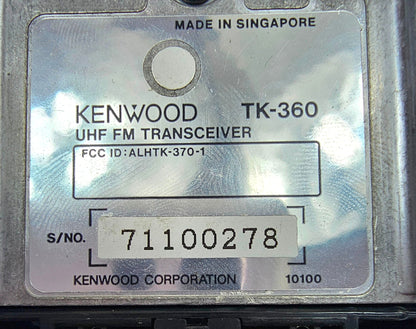 MADE IN SINGAPORE
KENWOOD TK-360
UHF FM TRANSCEIVER
FCC ID:ALHTK-370-1
S/NO. 71100278
KENWOOD CORPORATION 10100